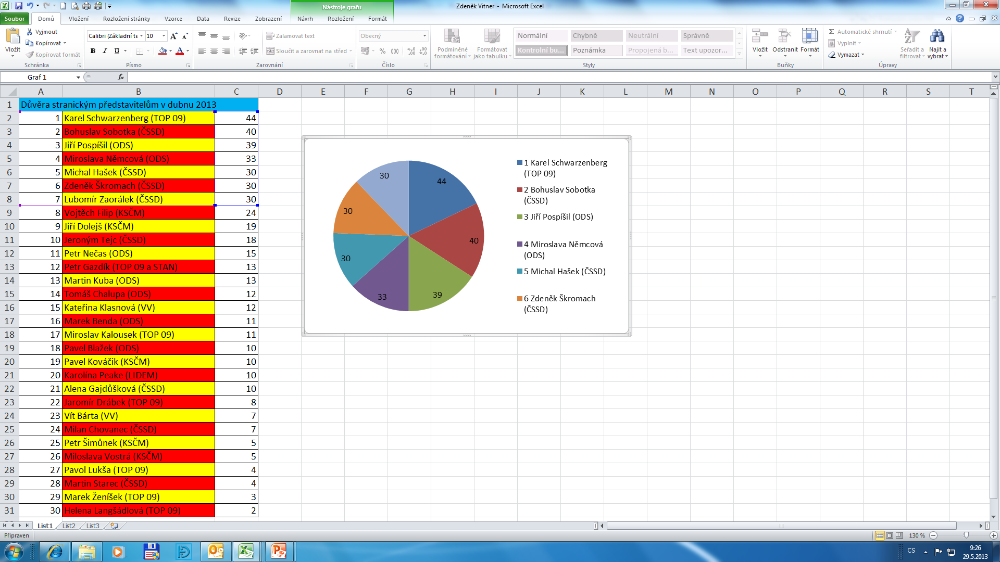 Nástroje grafu
Zdeněk Vitner - Microsoft Excel
Soubor Domů Vložení Rozložení stránky Vzorce Data Revize Zobrazení Návrh Rozložení Formát
Vložit
Vyjmout
Kopírovat
Kopírovat formát
Schránka
Calibri (Základní te 10
B I U
Písmo
Zalamovat text
Sloučit a zarovnat na střed
Zarovnání
Obecný
% 000
Číslo
Podmíněné formátování
Formátovat jako tabulku
Normální Chybně Neutrální Správně
Kontrolní bu... Poznámka Propojená b... Text upozor...
Styly
Vložit Odstranit Formát
Buňky
Automatické shrnutí
Vyplnit
Vymazat
Seřadit a filtrovat
Najít a vybrat
Úpravy
Graf 1 fx
A B C D E F G H I J K L M N O P Q R S T
1 Důvěra stranickým představitelům v dubnu 2013
2 1 Karel Schwarzenberg (TOP 09) 44
3 2 Bohuslav Sobotka (ČSSD) 40
4 3 Jiří Pospíšil (ODS) 39
5 4 Miroslava Němcová (ODS) 33
6 5 Michal Hašek (ČSSD) 30
7 6 Zdeněk Škromach (ČSSD) 30
8 7 Lubomír Zaorálek (ČSSD) 30
9 8 Vojtěch Filip (KSČM) 24
10 9 Jiří Dolejš (KSČM) 19
11 10 Jeroným Tejc (ČSSD) 18
12 11 Petr Nečas (ODS) 15
13 12 Petr Gazdík (TOP 09 a STAN) 13
14 13 Martin Kuba (ODS) 13
15 14 Tomáš Chalupa (ODS) 12
16 15 Kateřina Klasnová (VV) 12
17 16 Marek Benda (ODS) 11
18 17 Miroslav Kalousek (TOP 09) 11
19 18 Pavel Blažek (ODS) 10
20 19 Pavel Kováčik (KSČM) 10
21 20 Karolína Peake (LIDEM) 10
22 21 Alena Gajdůšková (ČSSD) 10
23 22 Jaromír Drábek (TOP 09) 8
24 23 Vít Bárta (VV) 7
25 24 Milan Chovanec (ČSSD) 7
26 25 Petr Šimůnek (KSČM) 5
27 26 Miloslava Vostrá (KSČM) 5
28 27 Pavol Lukša (TOP 09) 4
29 28 Martin Starec (ČSSD) 4
30 29 Marek Ženíšek (TOP 09) 3
31 30 Helena Langšádlová (TOP 09) 2
30
44
30
40
30
33
39
1 Karel Schwarzenberg
(TOP 09)
2 Bohuslav Sobotka
(ČSSD)
3 Jiří Pospíšil (ODS)
4 Miroslava Němcová
(ODS)
5 Michal Hašek (ČSSD)
6 Zdeněk Škromach
(ČSSD)
List1 List2 List3
Připraven
130 %
CS
9:26
29.5.2013